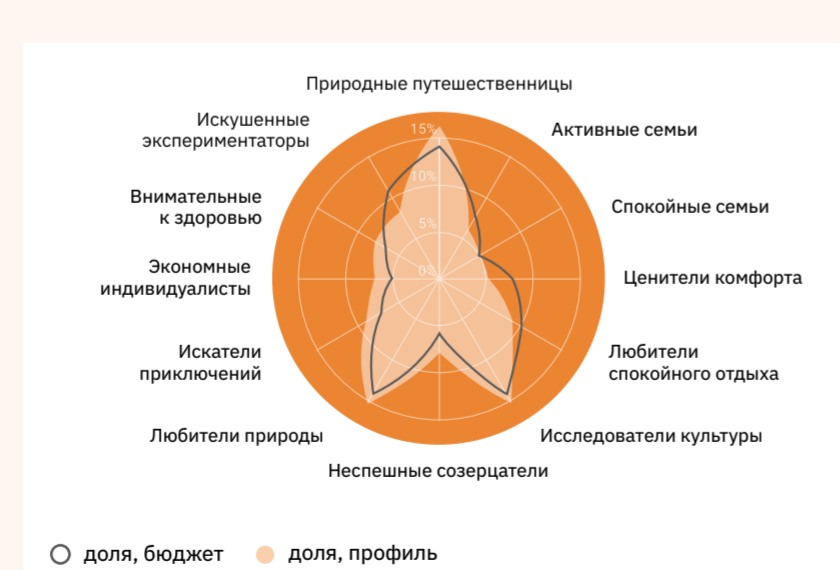 Природные путешественницы
Искушенные
экспериментаторы
Активные семьи
15%
10%
5%
0%
Внимательные
к здоровью
Спокойные семьи
Экономные
индивидуалисты
Ценители комфорта
Искатели
приключений
Любители
спокойного отдыха
Любители природы
Исследователи культуры
Неспешные созерцатели
доля, бюджет
доля, профиль